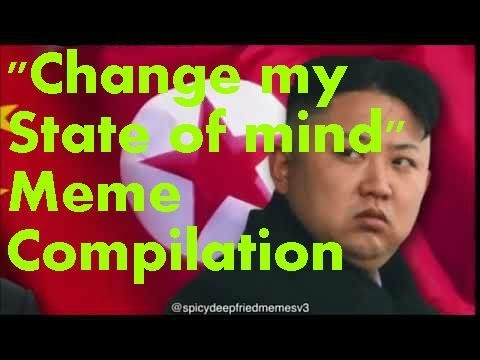 "Change my
State of mind"
Meme
Compilation
@spicydeepfriedmemesv3